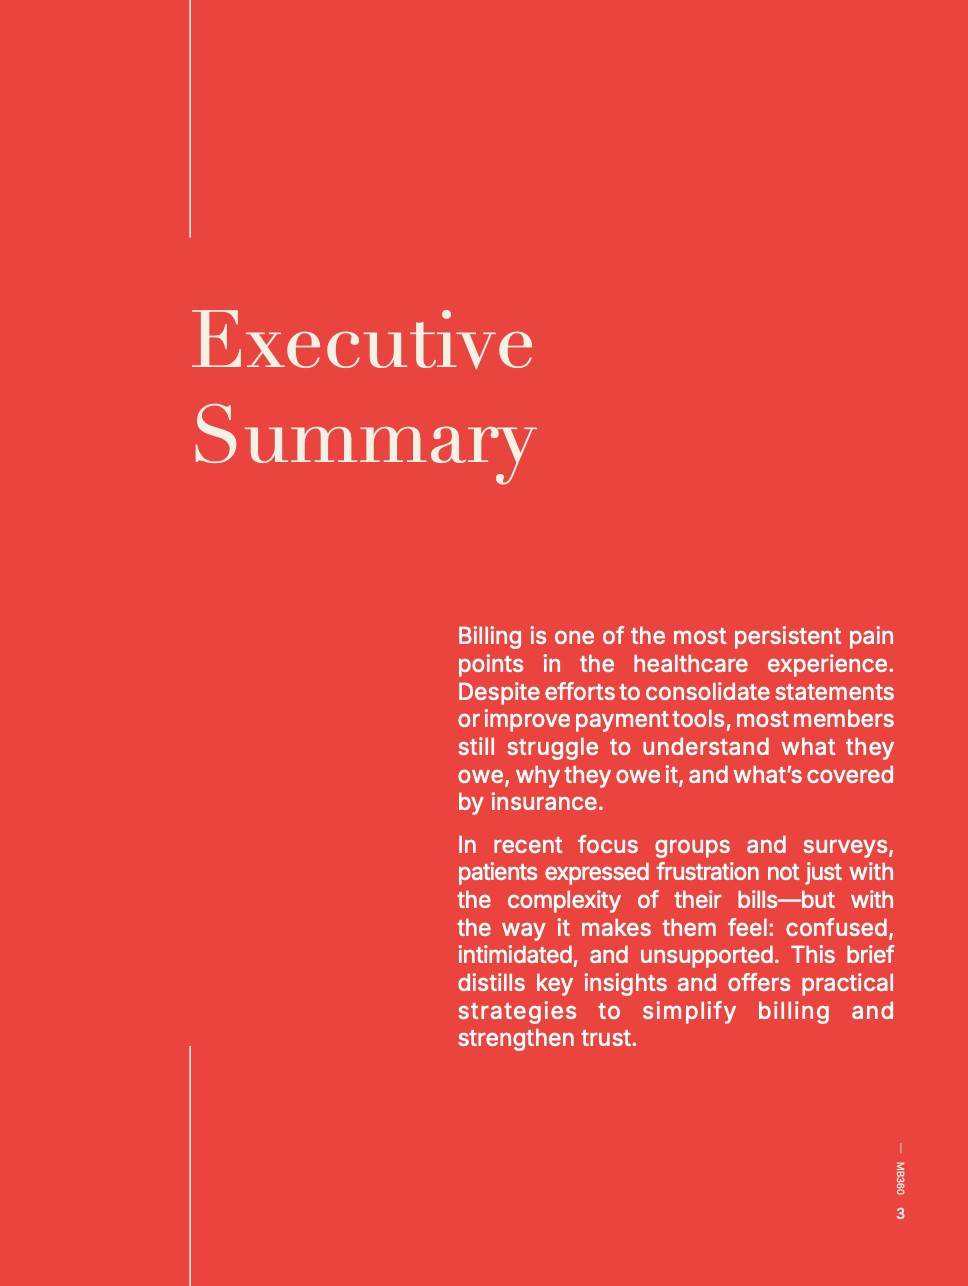 Executive
Summary
Billing is one of the most persistent pain
points in the healthcare experience.
Despite efforts to consolidate statements
or improve payment tools, most members
still struggle to understand what they
owe, why they owe it, and what’s covered
by insurance.
In recent focus groups and surveys,
patients expressed frustration not just with
the complexity of their bills—but with
the way it makes them feel: confused,
intimidated, and unsupported. This brief
distills key insights and offers practical
strategies to simplify billing and
strengthen trust.
— MB360
3